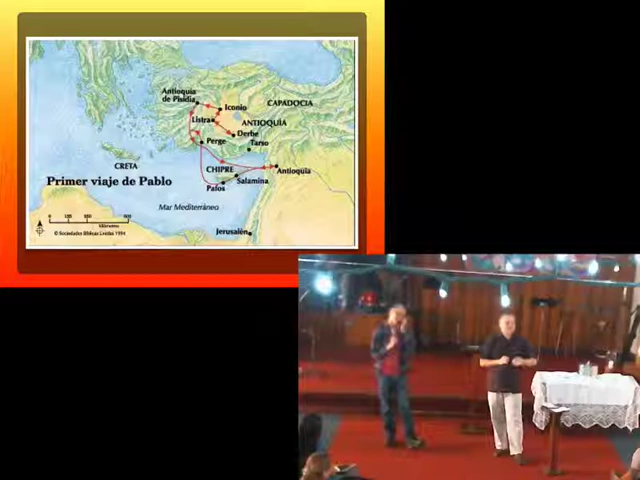 Antioquía
de Pisidia
Iconio
CAPADOCIA
Listra
ANTIOQUÍA
Derbe
Perge
Tarso
CRETA
CHIPRE
Antioquía
Primer viaje de Pablo
Salamina
Pafos
Mar Mediterráneo
Kilómetros
© Sociedades Bíblicas Unidas 1994
Jerusalén